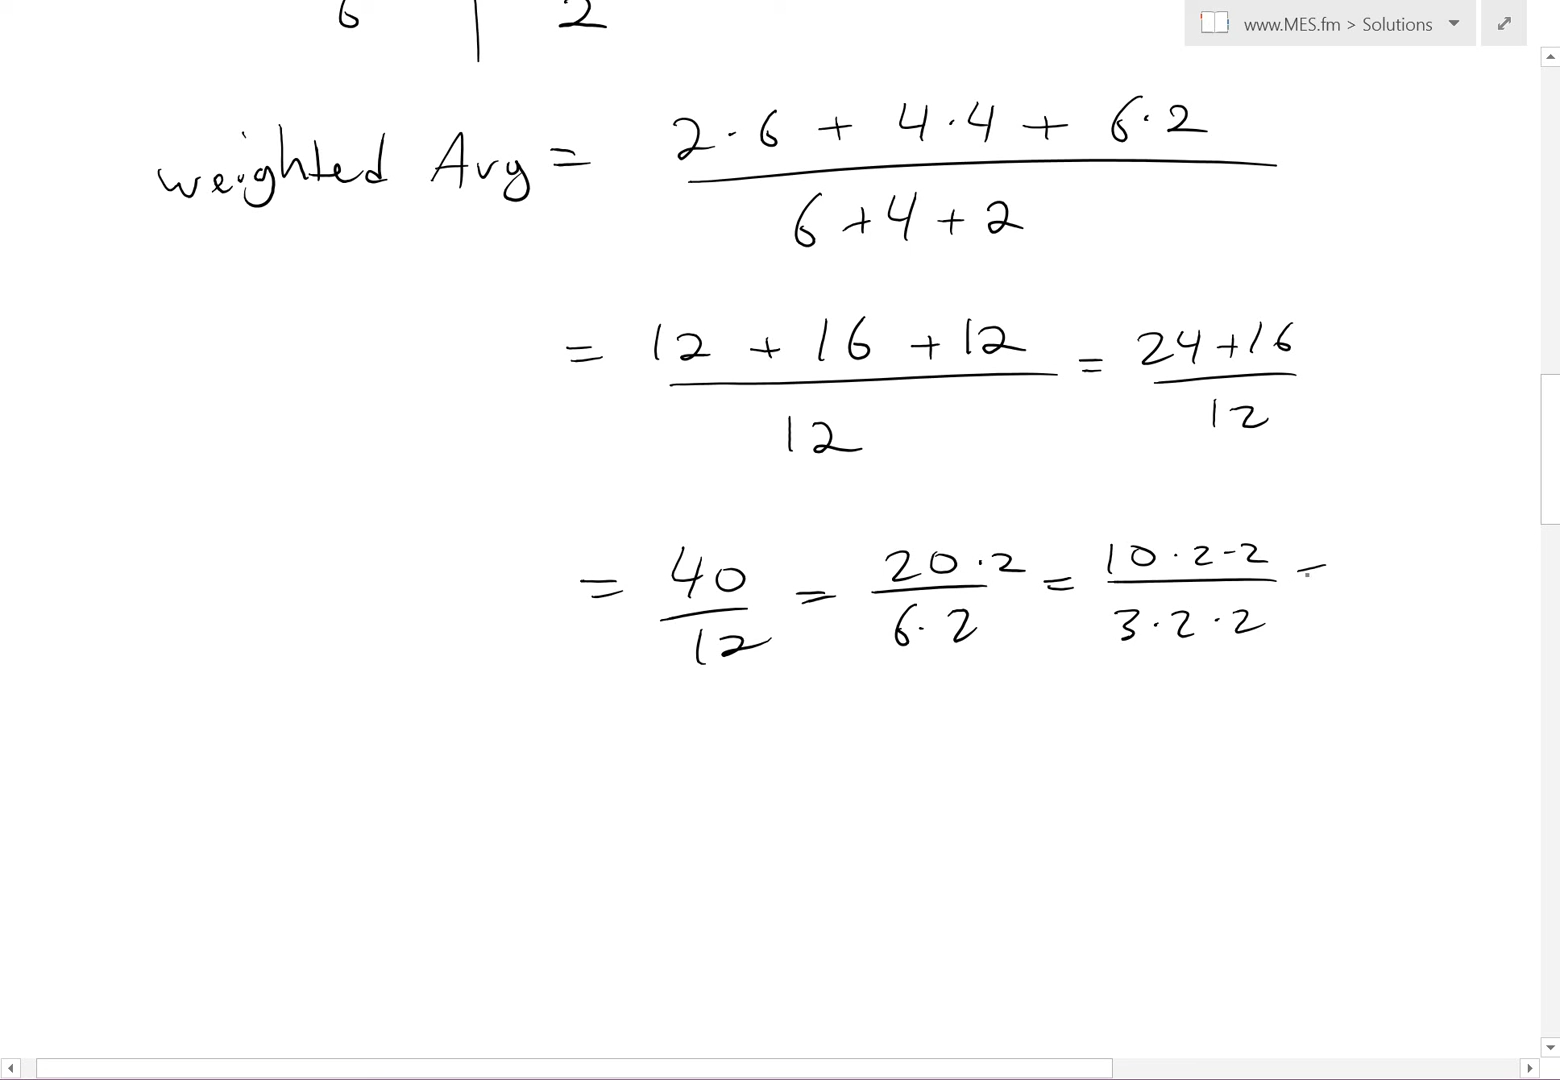 6 | 2
www.MES.fm > Solutions
weighted Avg = 2·6 + 4·4 + 6·2 / 6+4+2
= 12 + 16 + 12 / 12 = 24+16 / 12
= 40 / 12 = 20·2 / 6·2 = 10·2·2 / 3·2·2 =